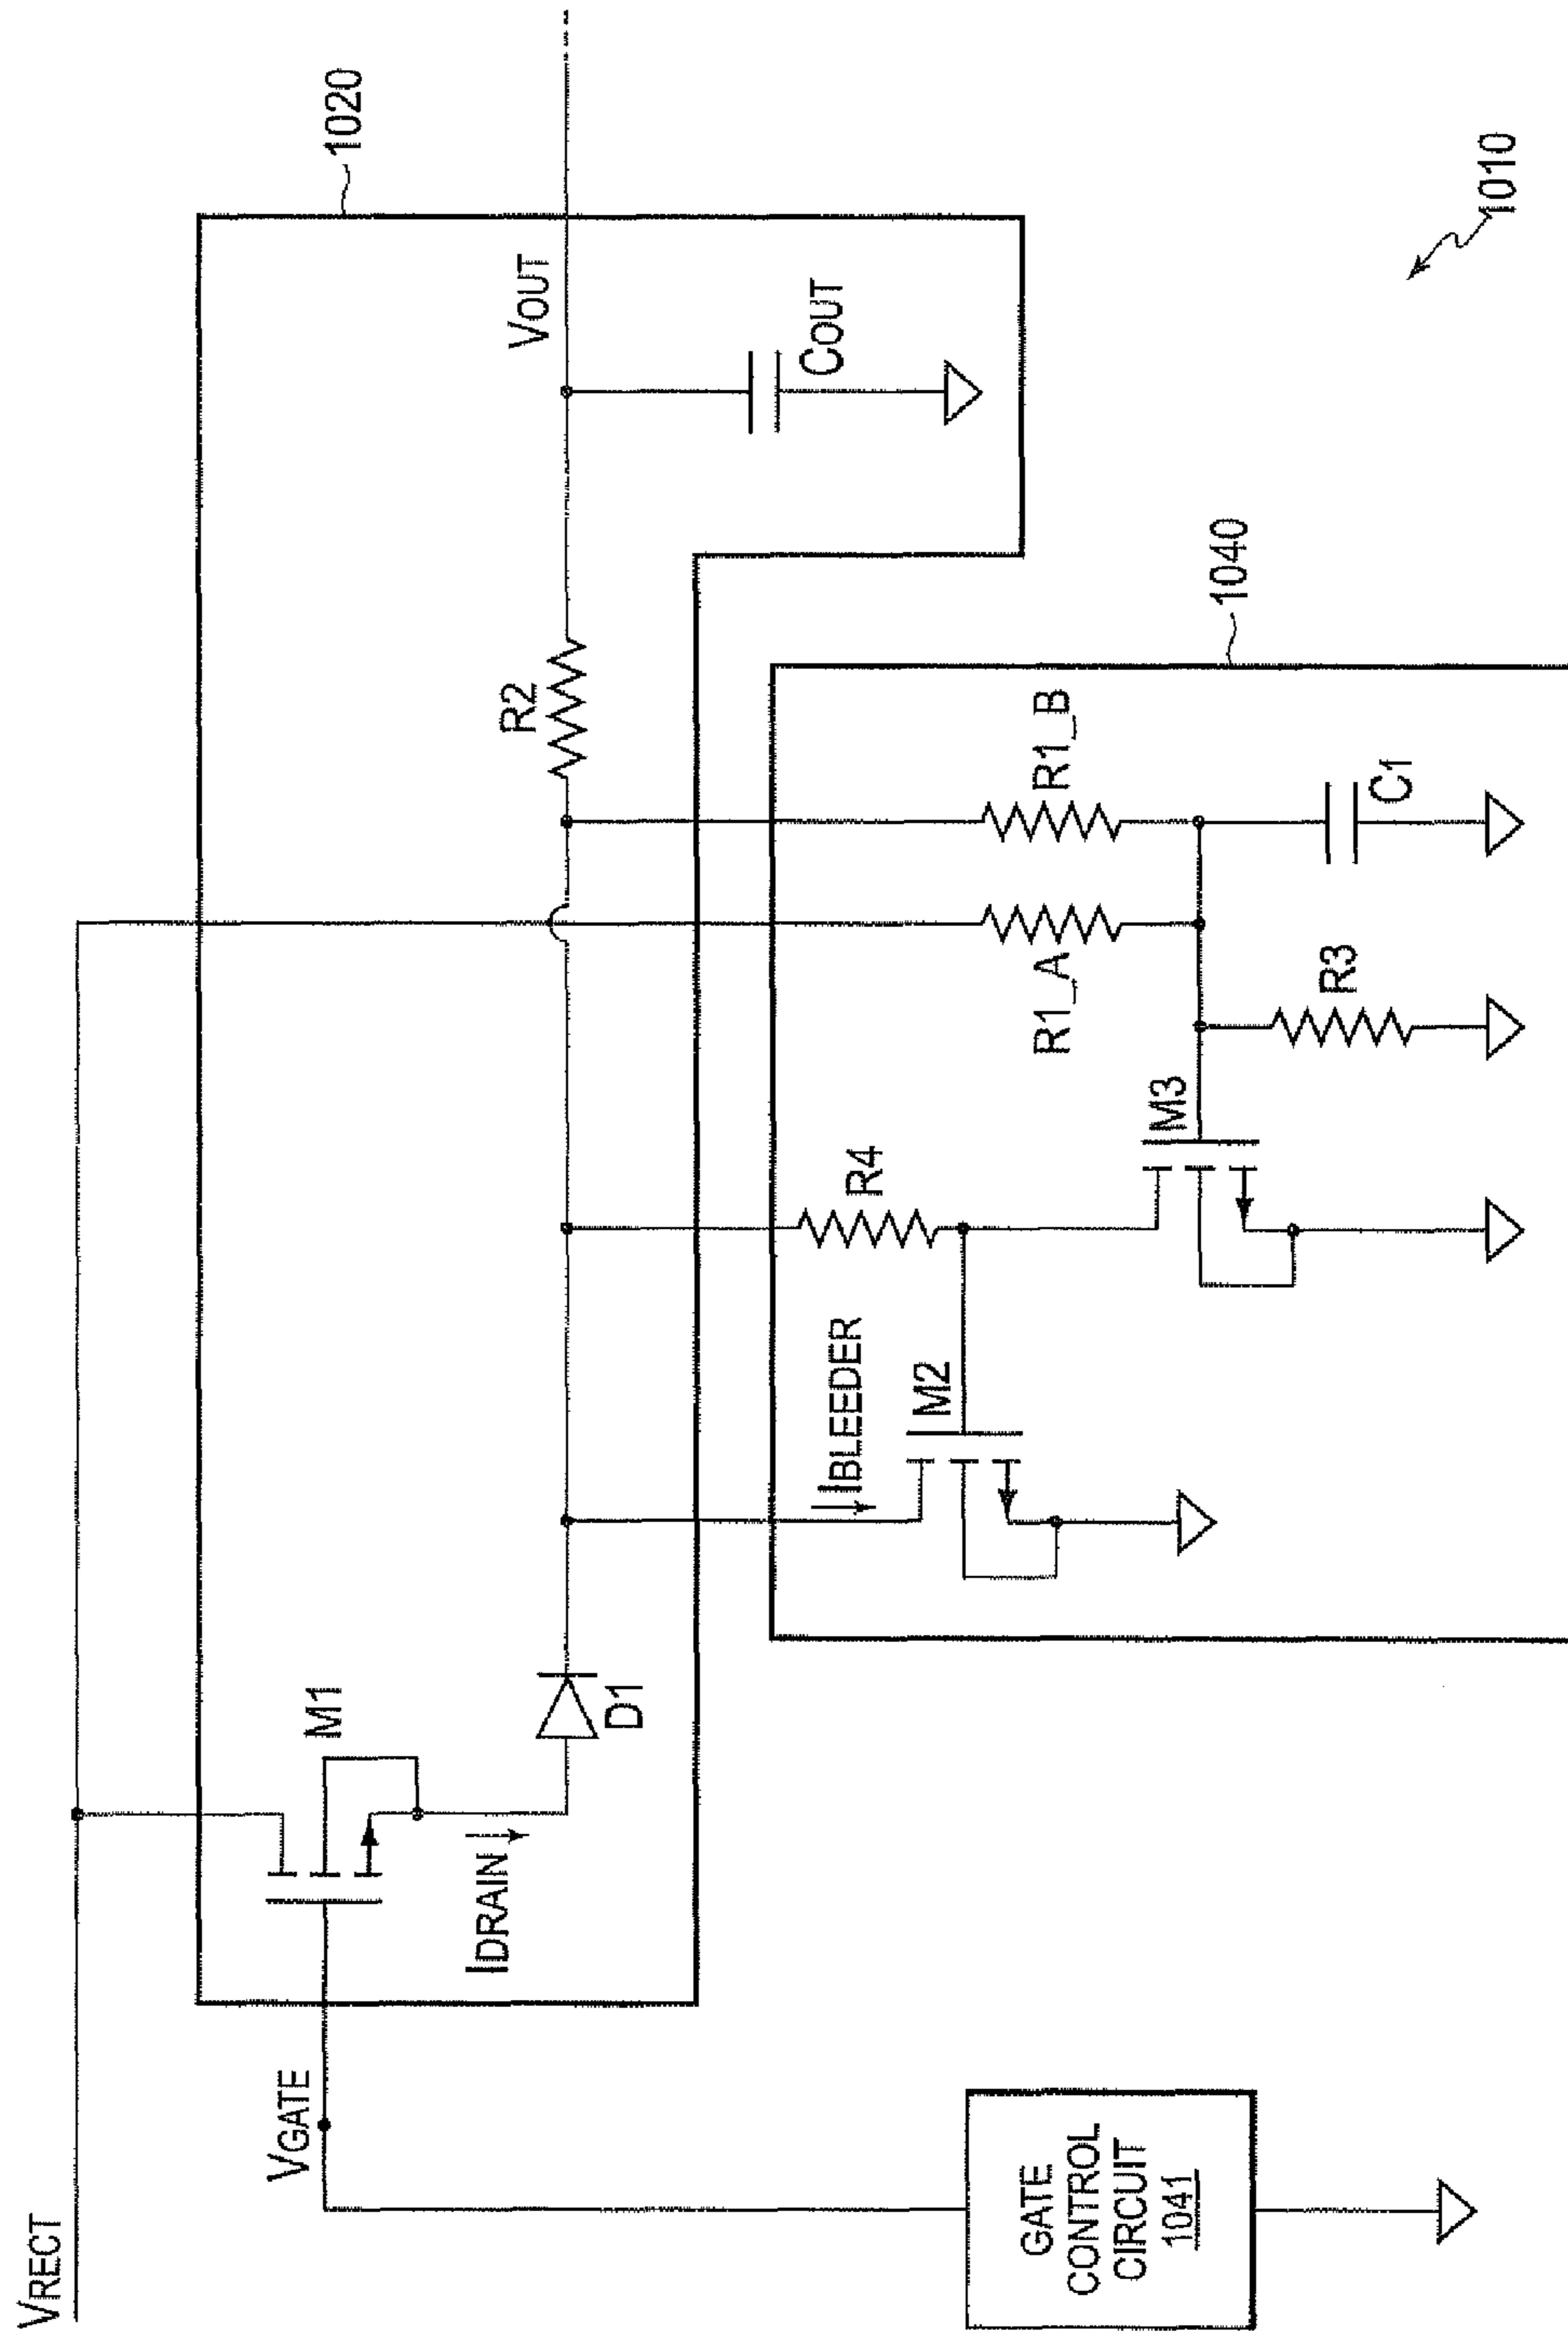 VRECT
VGATE
GATE
CONTROL
CIRCUIT
1041
M1
IDRAIN
D1
IBLEEDER
M2
R4
M3
R1_A
R3
R1_B
C1
R2
VOUT
COUT
1020
1040
1010